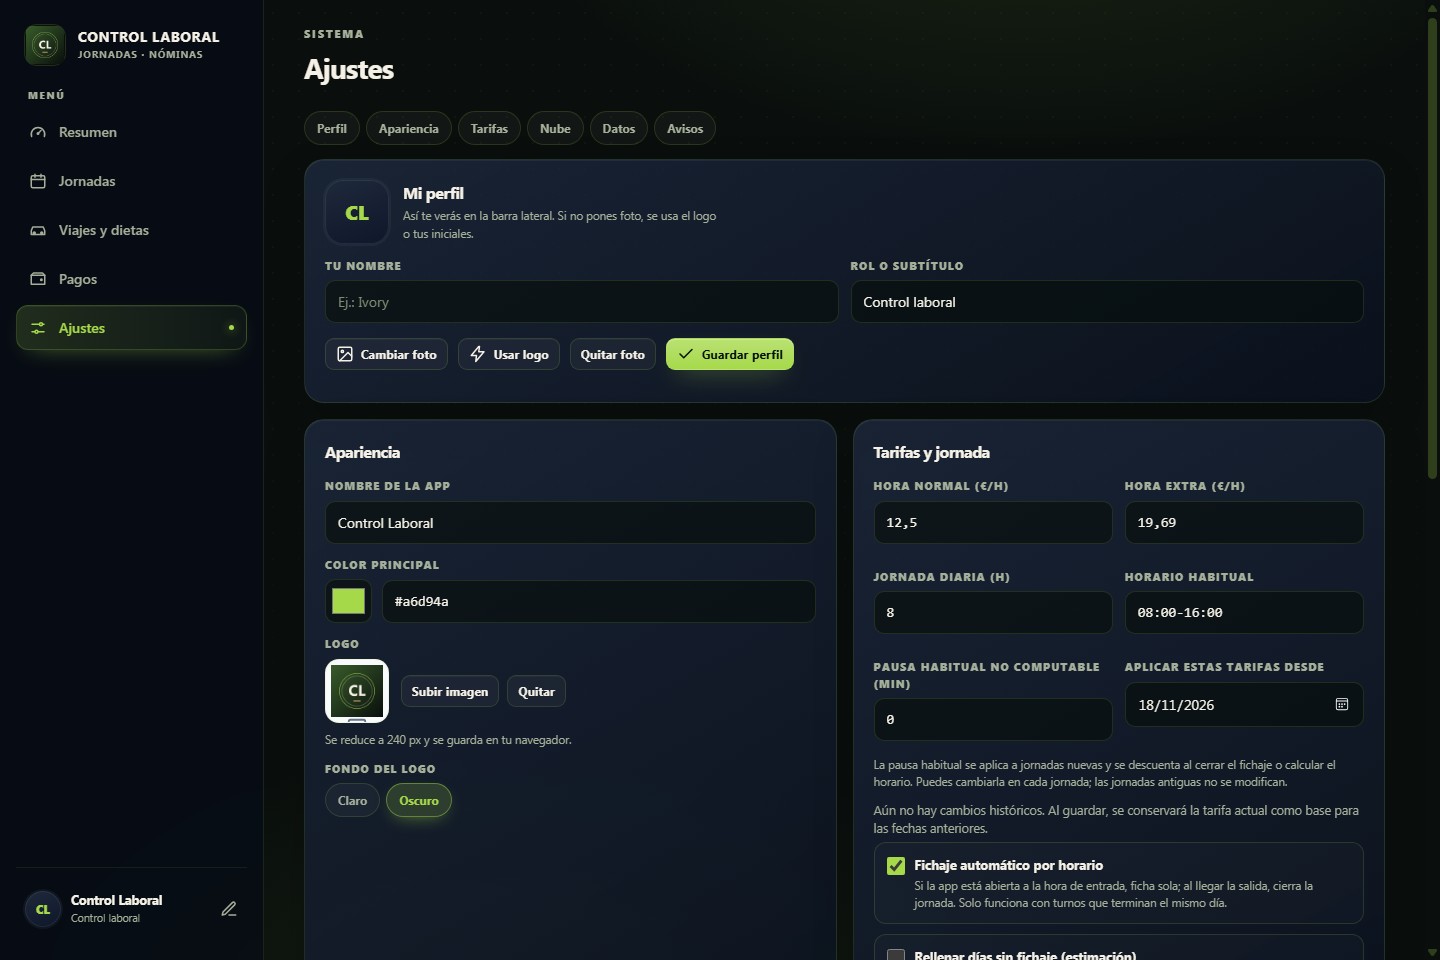 CL
CONTROL LABORAL
JORNADAS · NÓMINAS
MENÚ
Resumen
Jornadas
Viajes y dietas
Pagos
Ajustes
CL
Control Laboral
Control laboral
SISTEMA
Ajustes
Perfil
Apariencia
Tarifas
Nube
Datos
Avisos
CL
Mi perfil
Así te verás en la barra lateral. Si no pones foto, se usa el logo
o tus iniciales.
TU NOMBRE
Ej.: Ivory
ROL O SUBTÍTULO
Control laboral
Cambiar foto
Usar logo
Quitar foto
Guardar perfil
Apariencia
NOMBRE DE LA APP
Control Laboral
COLOR PRINCIPAL
#a6d94a
LOGO
CL
Subir imagen
Quitar
Se reduce a 240 px y se guarda en tu navegador.
FONDO DEL LOGO
Claro
Oscuro
Tarifas y jornada
HORA NORMAL (€/H)
12,5
HORA EXTRA (€/H)
19,69
JORNADA DIARIA (H)
8
HORARIO HABITUAL
08:00-16:00
PAUSA HABITUAL NO COMPUTABLE
(MIN)
0
APLICAR ESTAS TARIFAS DESDE
18/11/2026
La pausa habitual se aplica a jornadas nuevas y se descuenta al cerrar el fichaje o calcular el
horario. Puedes cambiarla en cada jornada; las jornadas antiguas no se modifican.
Aún no hay cambios históricos. Al guardar, se conservará la tarifa actual como base para
las fechas anteriores.
Fichaje automático por horario
Si la app está abierta a la hora de entrada, ficha sola; al llegar la salida, cierra la
jornada. Solo funciona con turnos que terminan el mismo día.
Rellenar días sin fichaje (estimación)